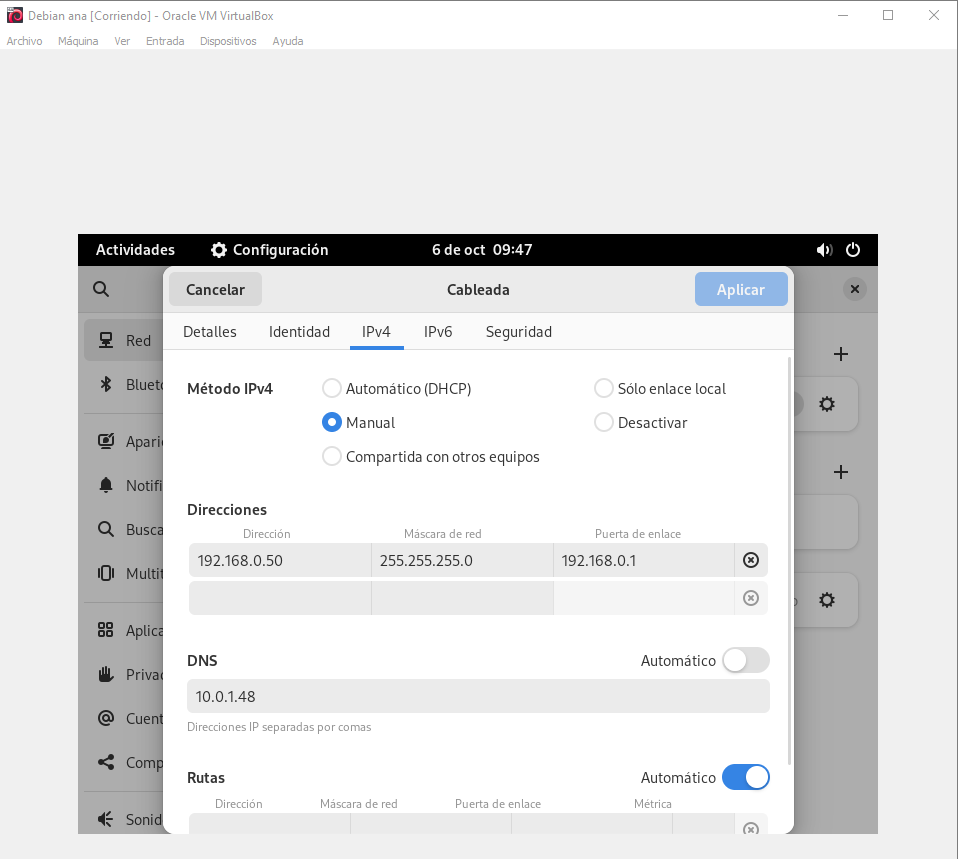 Debian ana [Corriendo] - Oracle VM VirtualBox
Archivo Máquina Ver Entrada Dispositivos Ayuda
Actividades Configuración 6 de oct 09:47
Cancelar Cableada Aplicar
Detalles Identidad IPv4 IPv6 Seguridad
Red
Bluet
Apari
Notifi
Busca
Multit
Aplica
Privac
Cuent
Comp
Sonid
Método IPv4 Automático (DHCP) Sólo enlace local
Manual Desactivar
Compartida con otros equipos
Direcciones
Dirección Máscara de red Puerta de enlace
192.168.0.50 255.255.255.0 192.168.0.1
DNS Automático
10.0.1.48
Direcciones IP separadas por comas
Rutas Automático
Dirección Máscara de red Puerta de enlace Métrica